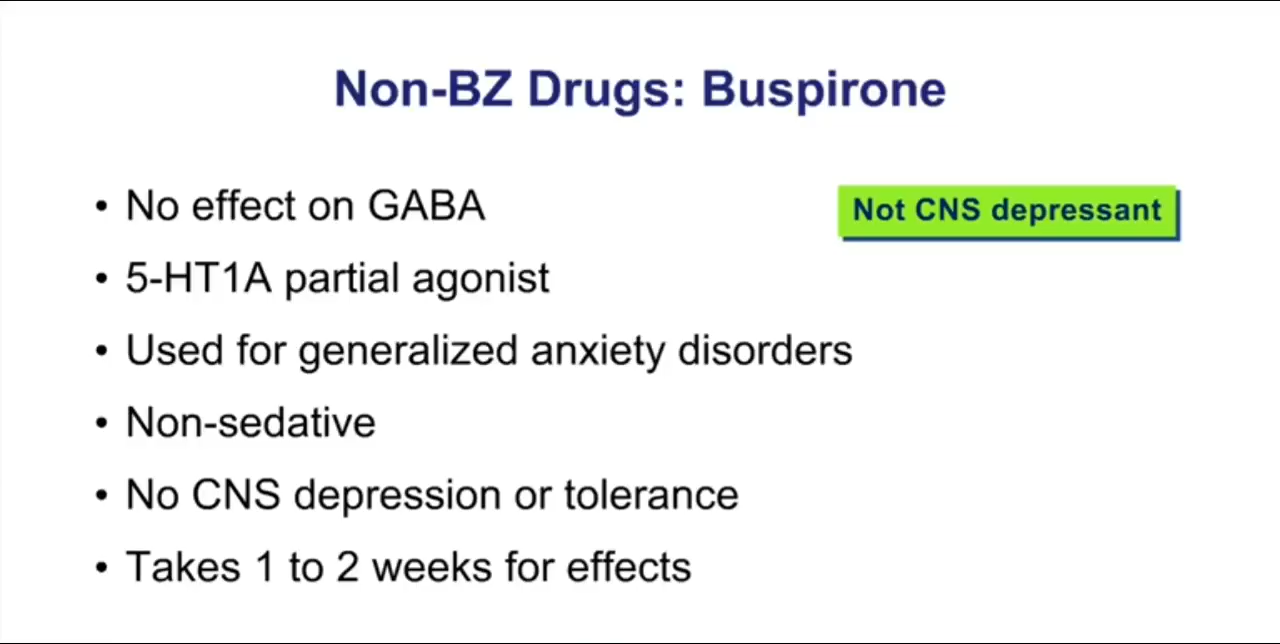 Non-BZ Drugs: Buspirone
• No effect on GABA
Not CNS depressant
• 5-HT1A partial agonist
• Used for generalized anxiety disorders
• Non-sedative
• No CNS depression or tolerance
• Takes 1 to 2 weeks for effects